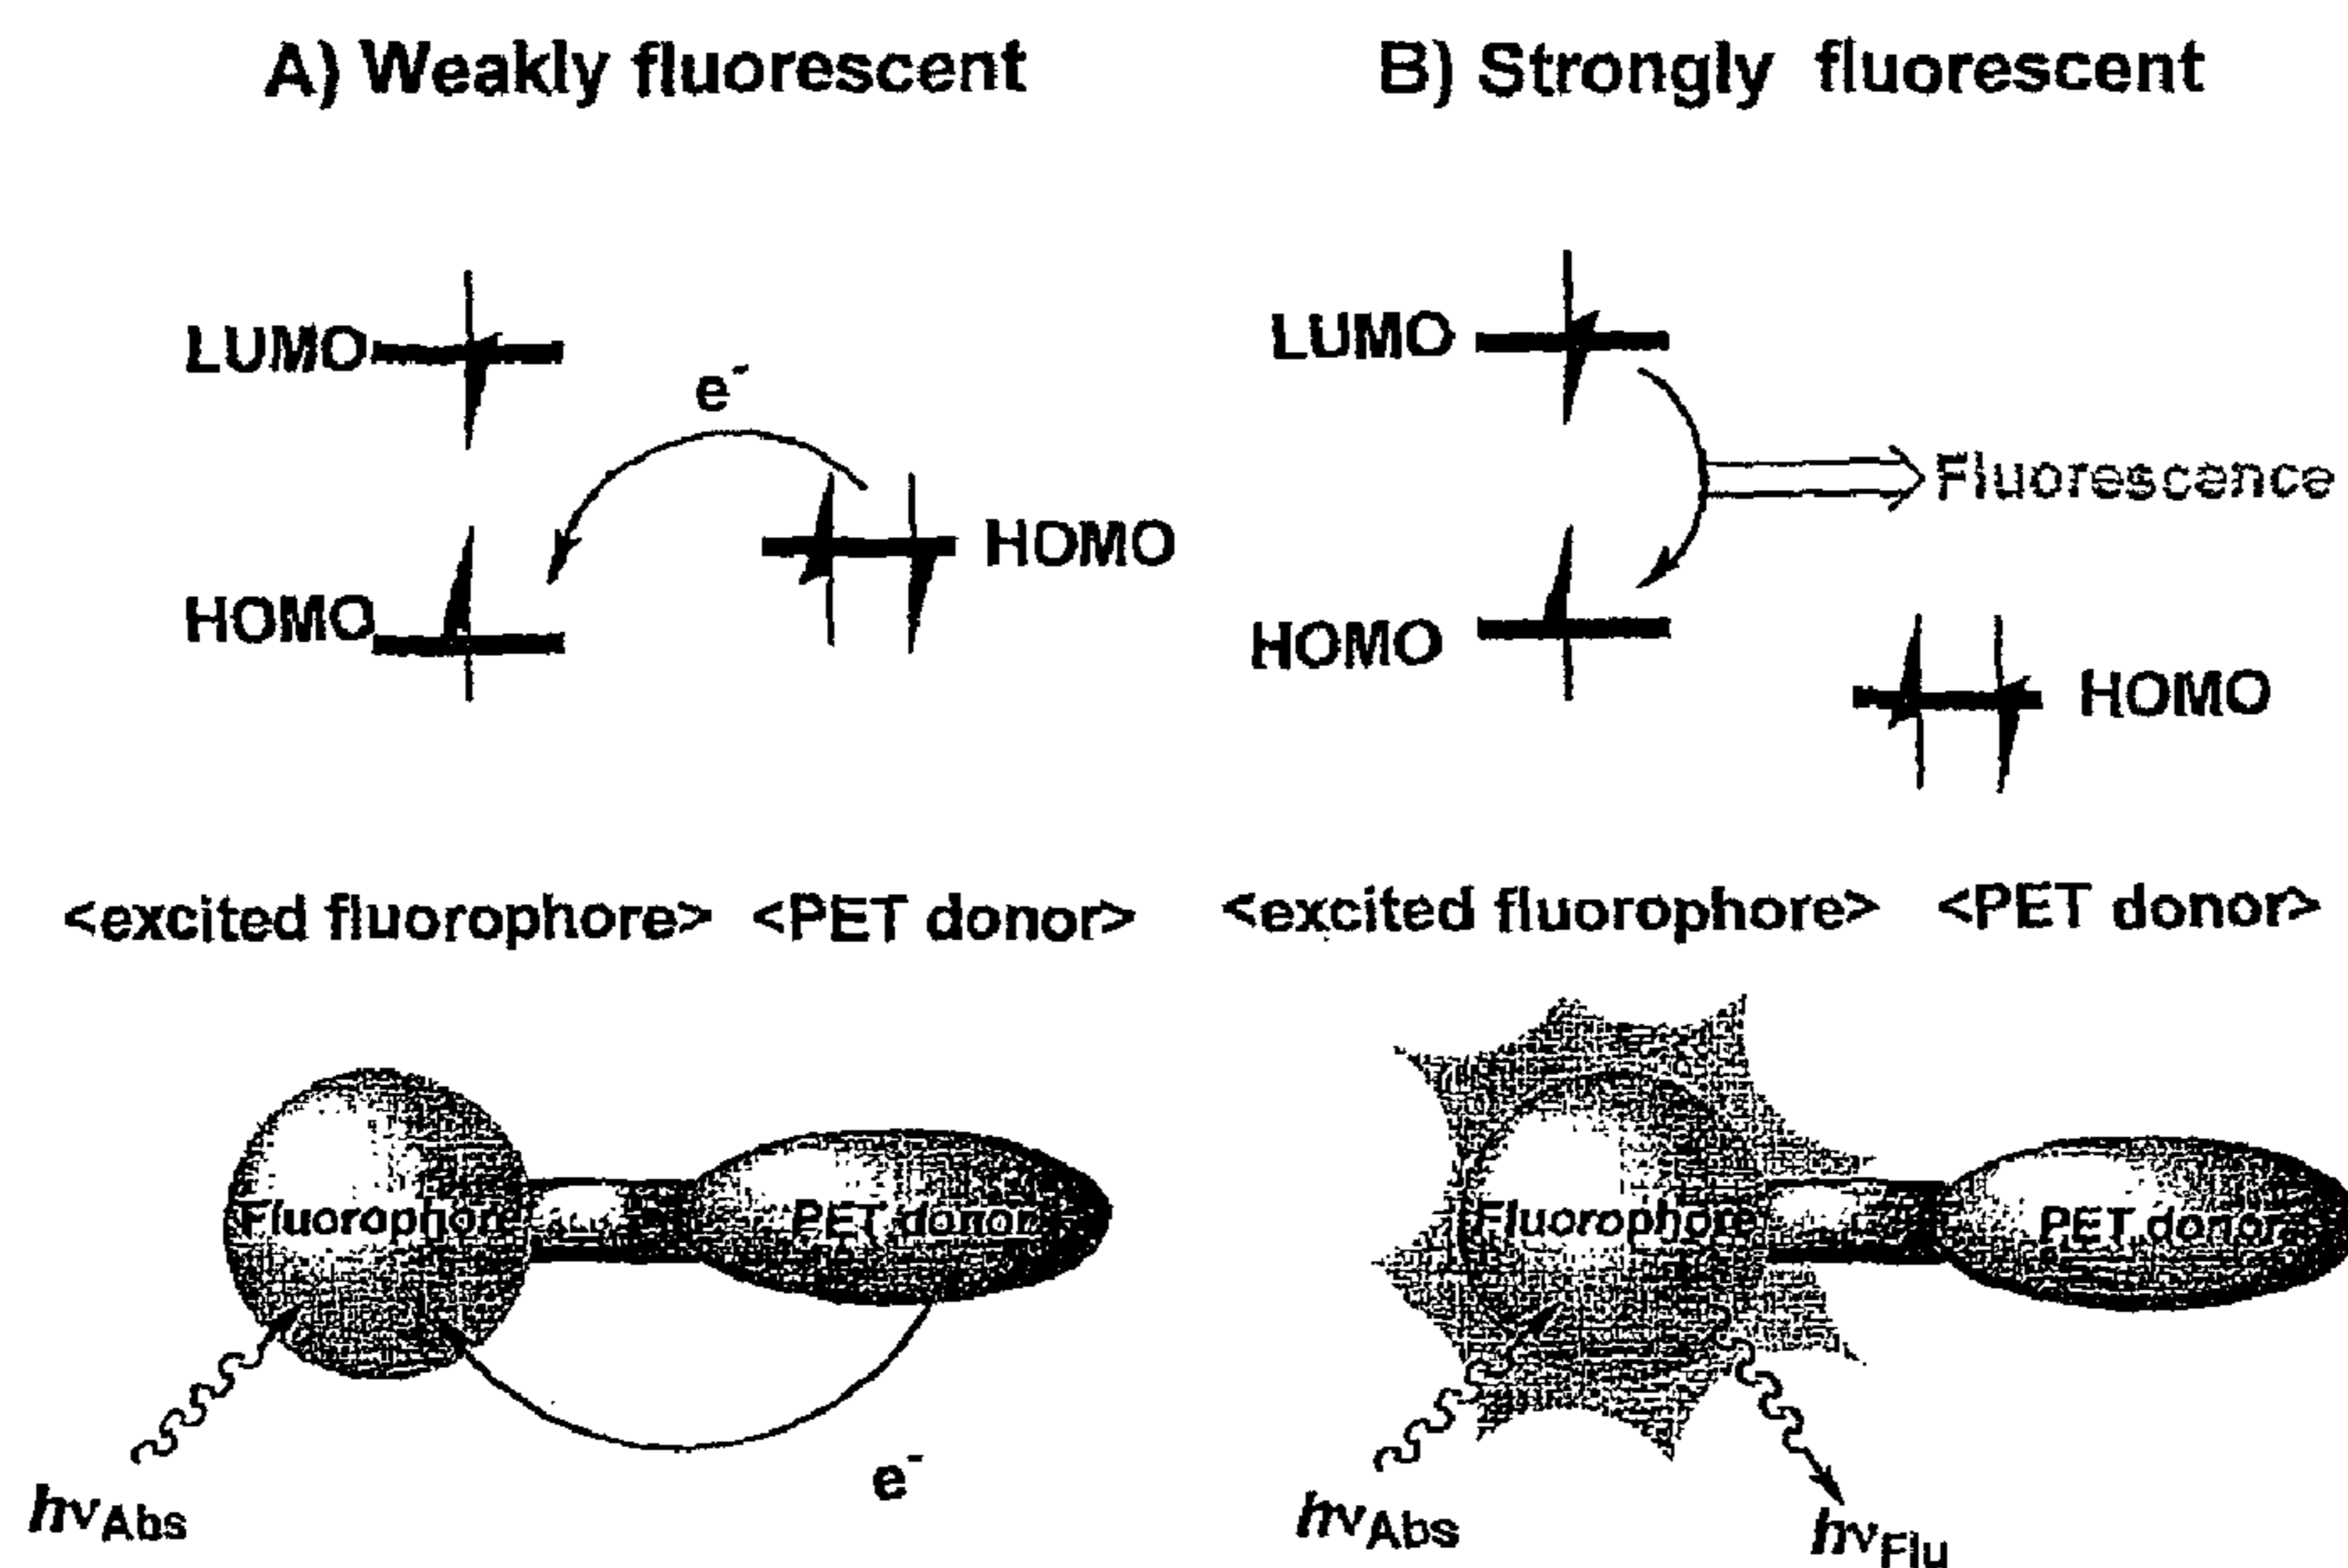 A) Weakly fluorescent
B) Strongly fluorescent
LUMO
e⁻
HOMO
HOMO
LUMO
Fluorescence
HOMO
HOMO
<excited fluorophore> <PET donor>
<excited fluorophore> <PET donor>
Fluorophor
PET donor
e⁻
hνAbs
Fluorophore
PET donor
hνAbs
hνFlu